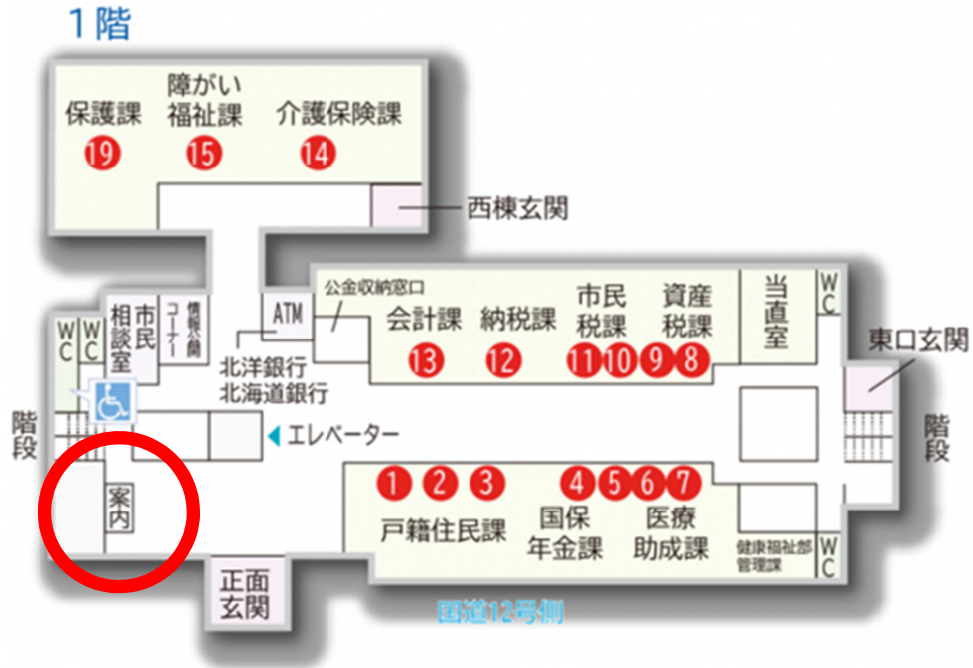 1階
保護課
障がい
福祉課
介護保険課
19
15
14
西棟玄関
公金収納窓口
会計課
納税課
市民
税課
資産
税課
当直室
WC
13
12
11
10
9
8
東口玄関
WC
WC
市民
相談室
情報公開
コーナー
ATM
北洋銀行
北海道銀行
階段
エレベーター
階段
案内
1
2
3
4
5
6
7
戸籍住民課
国保
年金課
医療
助成課
健康福祉部
管理課
WC
正面
玄関
国道12号側